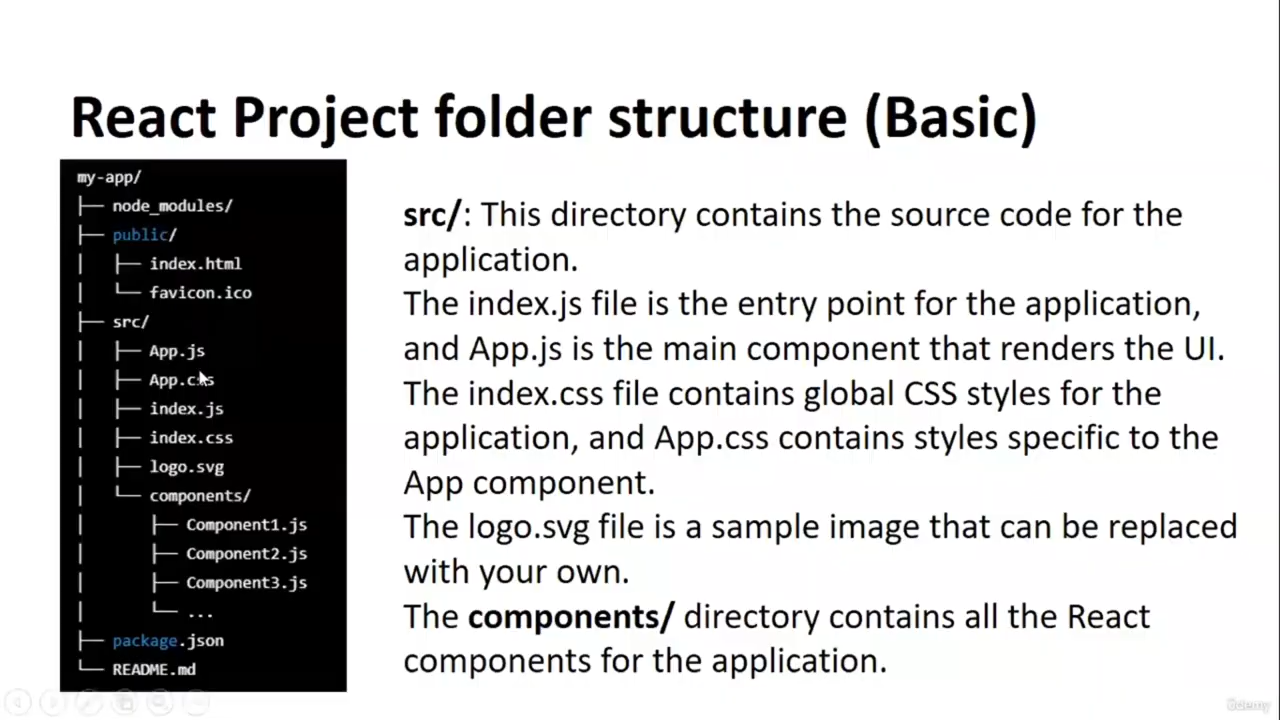 React Project folder structure (Basic)
my-app/
├── node_modules/
├── public/
│   ├── index.html
│   └── favicon.ico
├── src/
│   ├── App.js
│   ├── App.css
│   ├── index.js
│   ├── index.css
│   ├── logo.svg
│   └── components/
│       ├── Component1.js
│       ├── Component2.js
│       ├── Component3.js
│       └── ...
├── package.json
└── README.md
src/: This directory contains the source code for the
application.
The index.js file is the entry point for the application,
and App.js is the main component that renders the UI.
The index.css file contains global CSS styles for the
application, and App.css contains styles specific to the
App component.
The logo.svg file is a sample image that can be replaced
with your own.
The components/ directory contains all the React
components for the application.
ûdemy